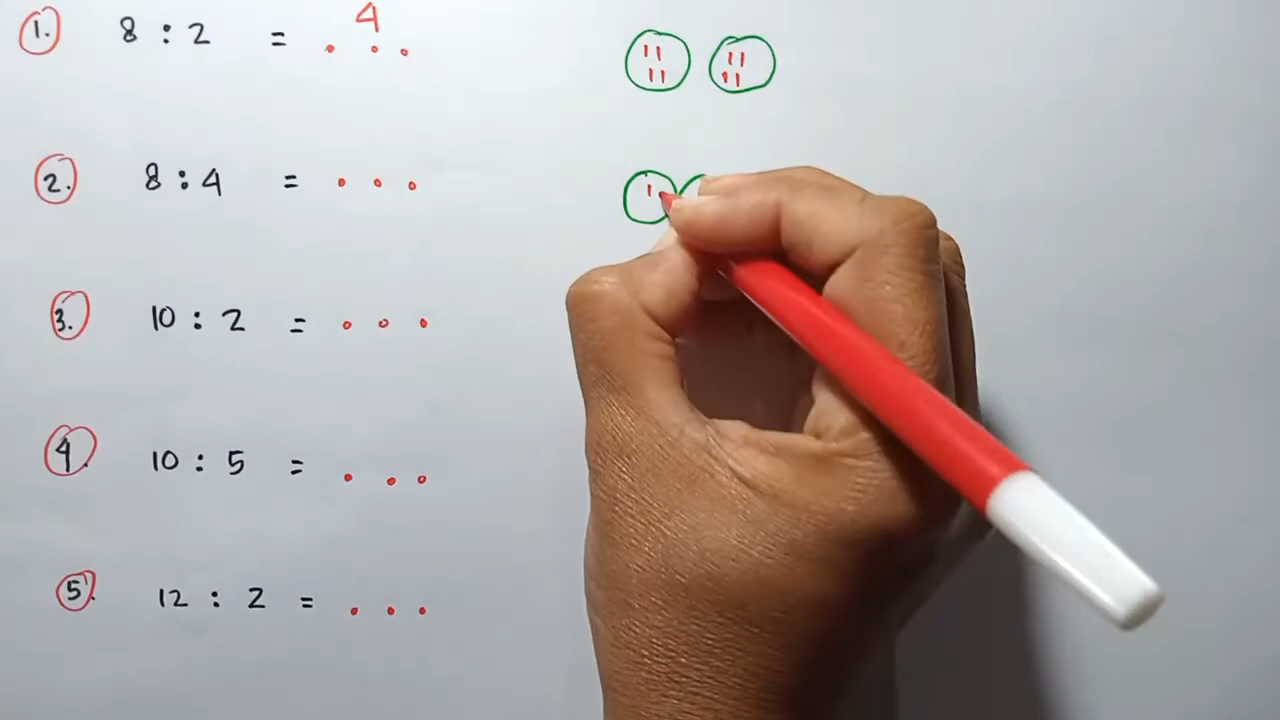 1. 8 : 2 = 4 . . .
2. 8 : 4 = . . .
3. 10 : 2 = . . .
4. 10 : 5 = . . .
5. 12 : 2 = . . .